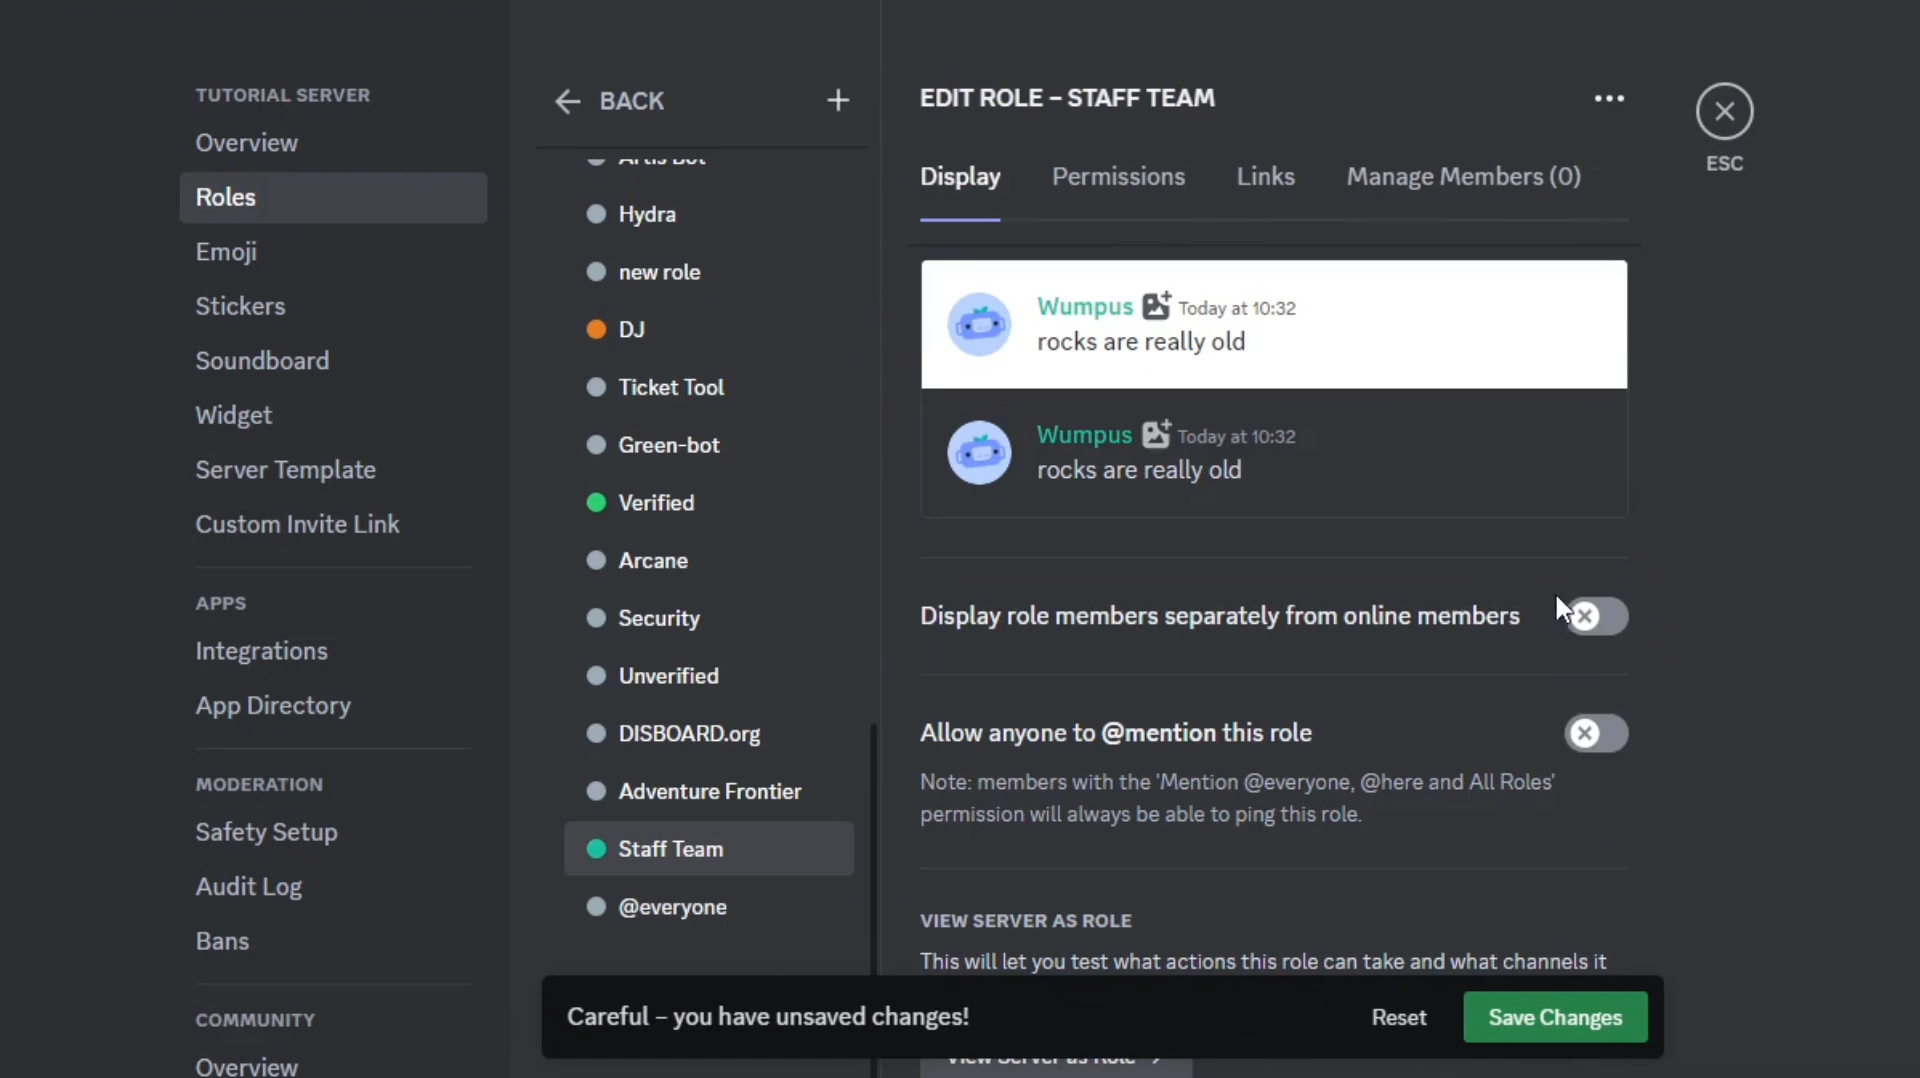 TUTORIAL SERVER
Overview
Roles
Emoji
Stickers
Soundboard
Widget
Server Template
Custom Invite Link
APPS
Integrations
App Directory
MODERATION
Safety Setup
Audit Log
Bans
COMMUNITY
Overview
BACK
Artis Bot
Hydra
new role
DJ
Ticket Tool
Green-bot
Verified
Arcane
Security
Unverified
DISBOARD.org
Adventure Frontier
Staff Team
@everyone
EDIT ROLE – STAFF TEAM
Display Permissions Links Manage Members (0)
Wumpus Today at 10:32
rocks are really old
Wumpus Today at 10:32
rocks are really old
Display role members separately from online members
Allow anyone to @mention this role
Note: members with the 'Mention @everyone, @here and All Roles'
permission will always be able to ping this role.
VIEW SERVER AS ROLE
This will let you test what actions this role can take and what channels it
Careful – you have unsaved changes! Reset Save Changes
View Server as Role
ESC